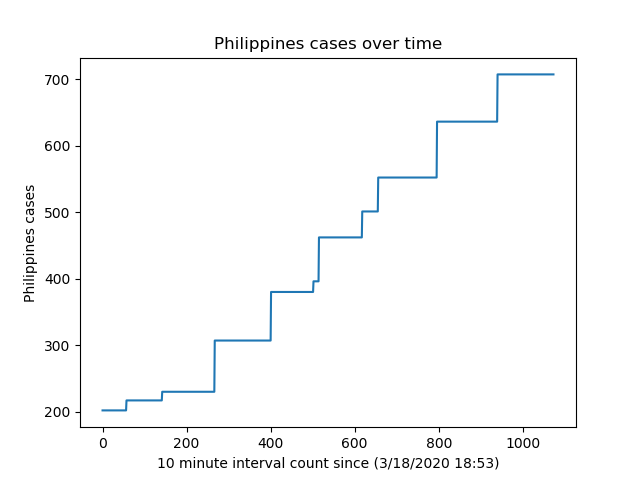 Philippines cases over time
700
600
500
400
300
200
Philippines cases
0 200 400 600 800 1000
10 minute interval count since (3/18/2020 18:53)